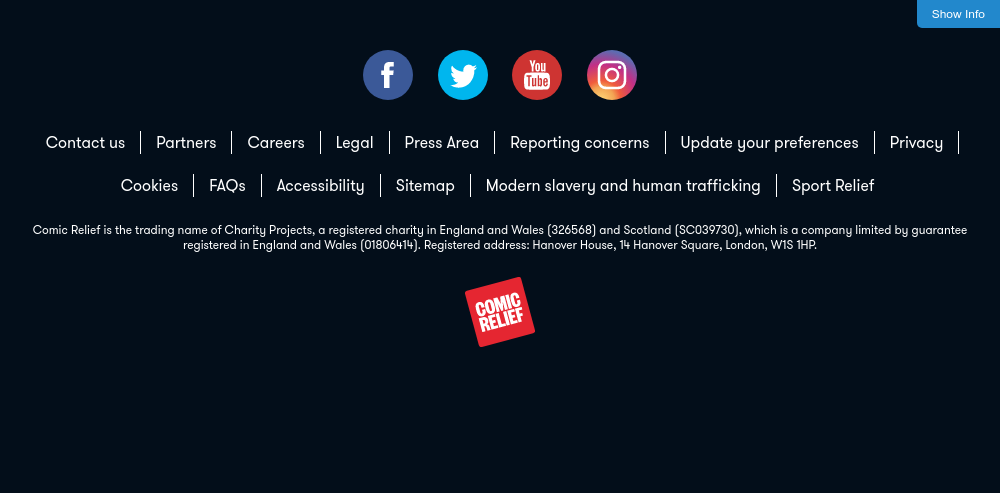 Show Info
f
You
Tube
Contact us Partners Careers Legal Press Area Reporting concerns Update your preferences Privacy
Cookies FAQs Accessibility Sitemap Modern slavery and human trafficking Sport Relief
Comic Relief is the trading name of Charity Projects, a registered charity in England and Wales (326568) and Scotland (SC039730), which is a company limited by guarantee
registered in England and Wales (01806414). Registered address: Hanover House, 14 Hanover Square, London, W1S 1HP.
COMIC
RELIEF